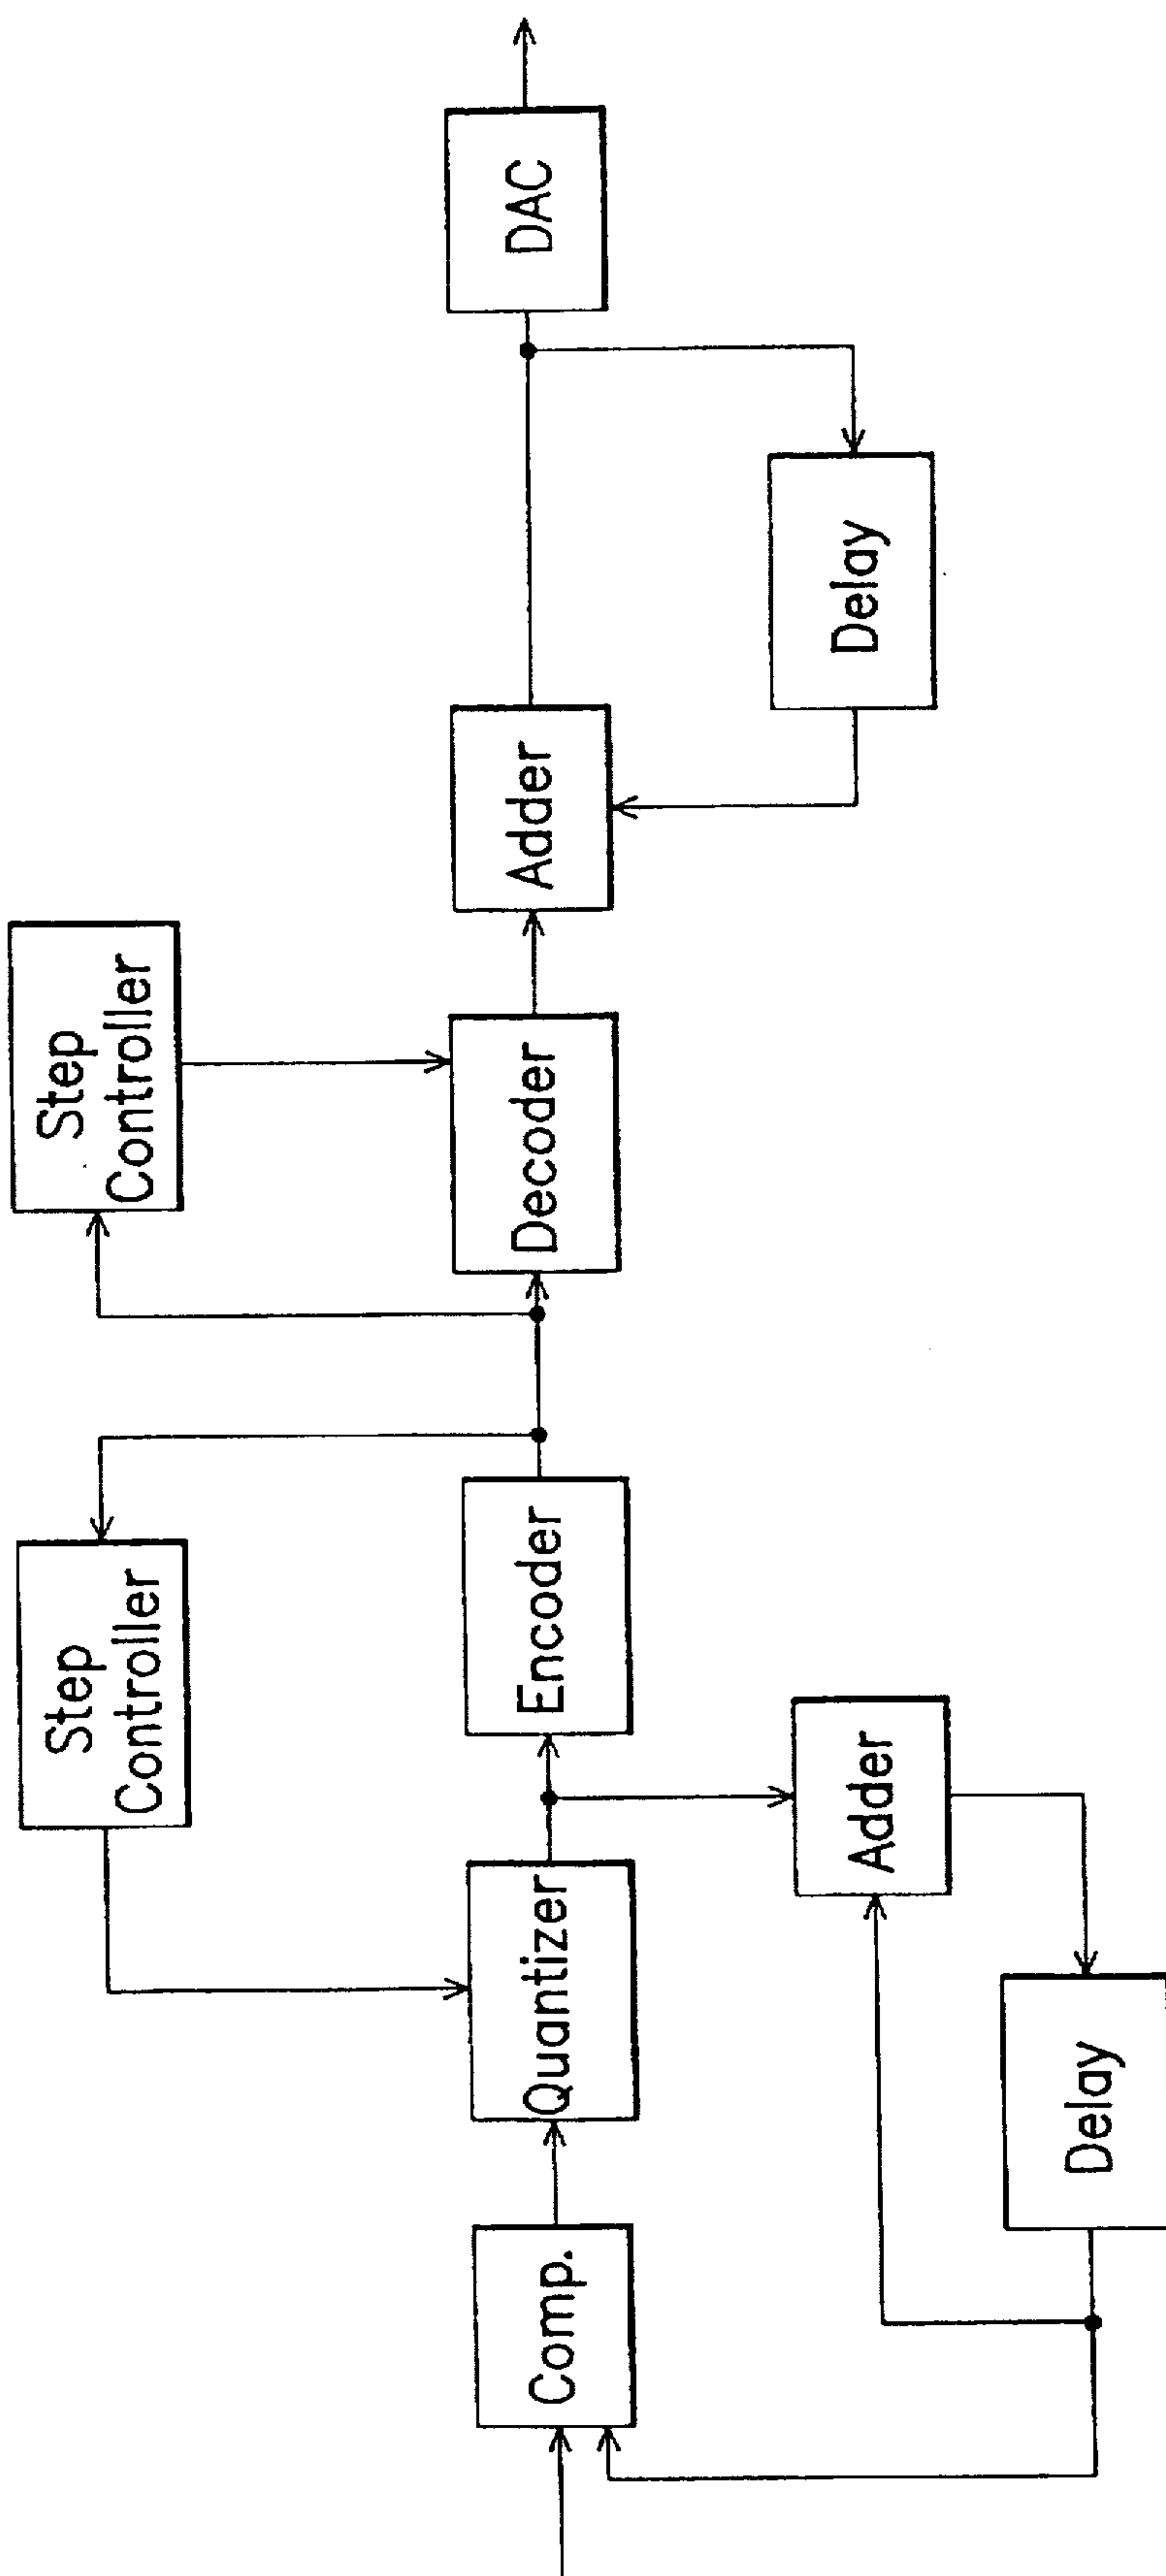 Comp.
Quantizer
Step
Controller
Encoder
Adder
Delay
Step
Controller
Decoder
Adder
Delay
DAC